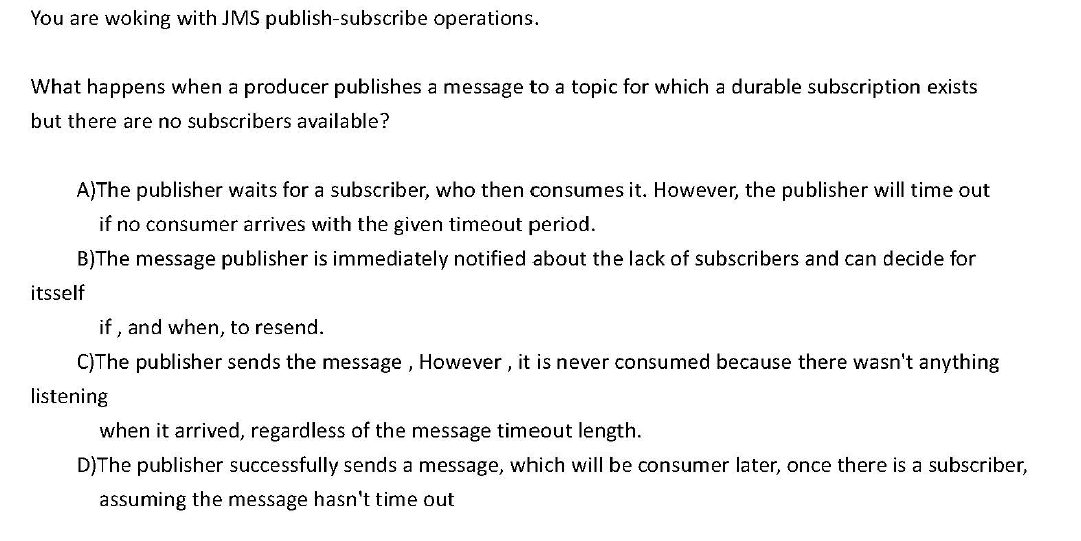 You are woking with JMS publish-subscribe operations.
What happens when a producer publishes a message to a topic for which a durable subscription exists
but there are no subscribers available?
A)The publisher waits for a subscriber, who then consumes it. However, the publisher will time out
if no consumer arrives with the given timeout period.
B)The message publisher is immediately notified about the lack of subscribers and can decide for
itsself
if , and when, to resend.
C)The publisher sends the message , However , it is never consumed because there wasn't anything
listening
when it arrived, regardless of the message timeout length.
D)The publisher successfully sends a message, which will be consumer later, once there is a subscriber,
assuming the message hasn't time out